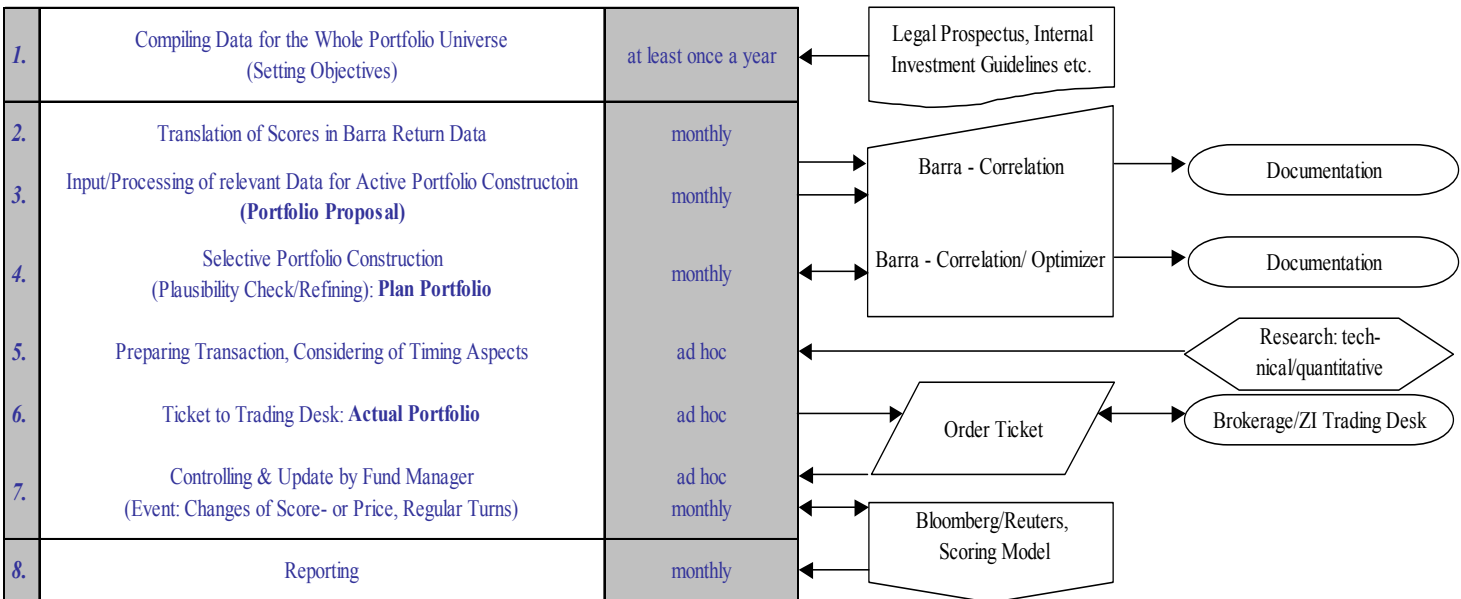 1.
Compiling Data for the Whole Portfolio Universe
(Setting Objectives)
at least once a year
Legal Prospectus, Internal
Investment Guidelines etc.
2.
Translation of Scores in Barra Return Data
monthly
Barra - Correlation
Documentation
3.
Input/Processing of relevant Data for Active Portfolio Constructoin
(Portfolio Proposal)
monthly
4.
Selective Portfolio Construction
(Plausibility Check/Refining): Plan Portfolio
monthly
Barra - Correlation/ Optimizer
Documentation
5.
Preparing Transaction, Considering of Timing Aspects
ad hoc
Research: tech-
nical/quantitative
6.
Ticket to Trading Desk: Actual Portfolio
ad hoc
Order Ticket
Brokerage/ZI Trading Desk
7.
Controlling & Update by Fund Manager
(Event: Changes of Score- or Price, Regular Turns)
ad hoc
monthly
Bloomberg/Reuters,
Scoring Model
8.
Reporting
monthly